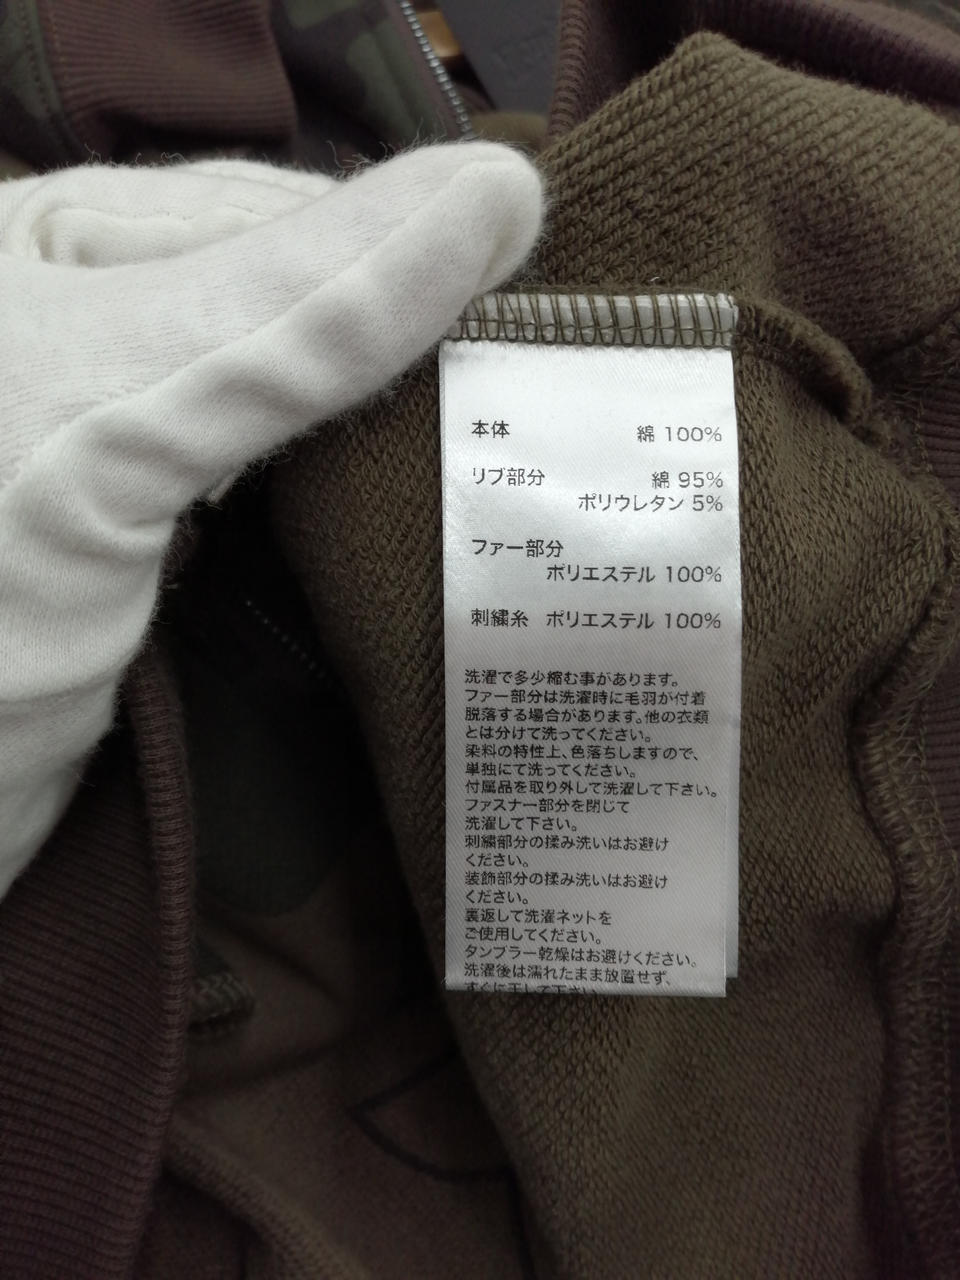 本体 綿 100%
リブ部分 綿 95%
ポリウレタン 5%
ファー部分
ポリエステル 100%
刺繍糸 ポリエステル 100%
洗濯で多少縮む事があります。
ファー部分は洗濯時に毛羽が付着
脱落する場合があります。他の衣類
とは分けて洗ってください。
染料の特性上、色落ちしますので、
単独にて洗ってください。
付属品を取り外して洗濯して下さい。
ファスナー部分を閉じて
洗濯して下さい。
刺繍部分の揉み洗いはお避け
ください。
装飾部分の揉み洗いはお避け
ください。
裏返して洗濯ネットを
ご使用してください。
タンブラー乾燥はお避けください。
洗濯後は濡れたまま放置せず、
すぐに干して下さい。